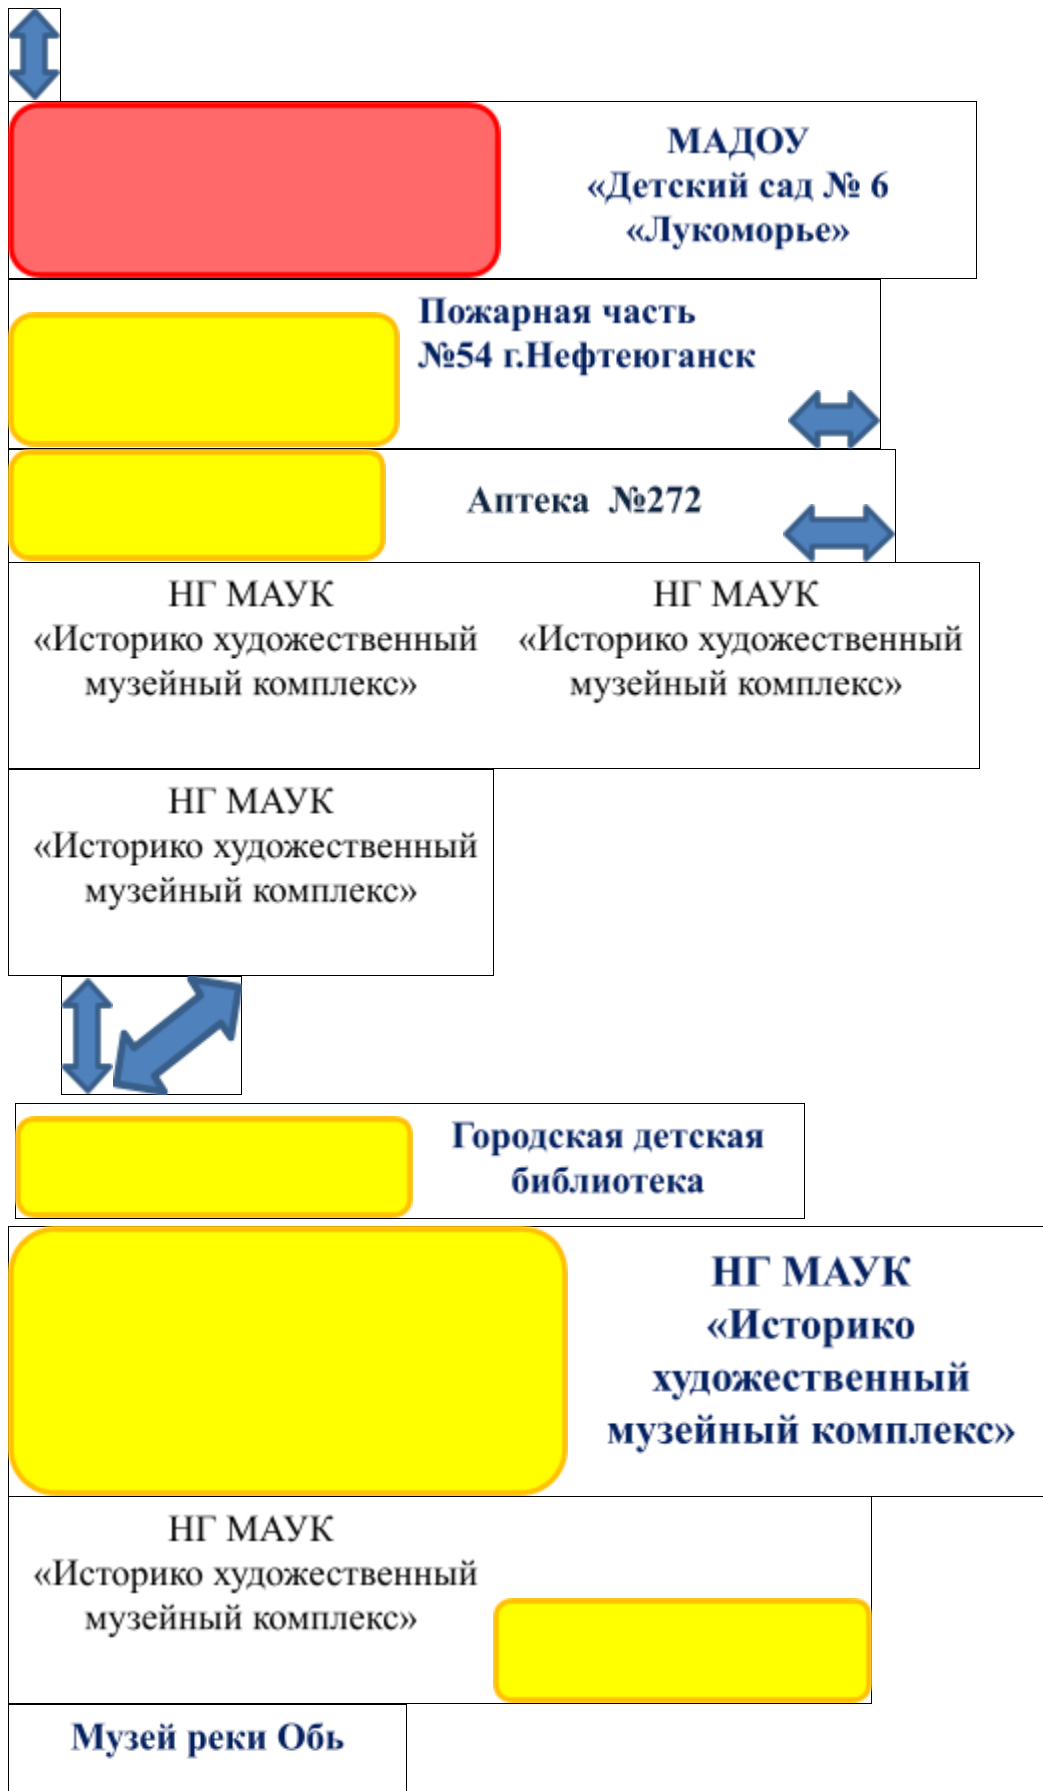 МАДОУ
«Детский сад № 6
«Лукоморье»
Пожарная часть
№54 г.Нефтеюганск
Аптека №272
НГ МАУК
«Историко художественный
музейный комплекс»
НГ МАУК
«Историко художественный
музейный комплекс»
НГ МАУК
«Историко художественный
музейный комплекс»
Городская детская
библиотека
НГ МАУК
«Историко
художественный
музейный комплекс»
НГ МАУК
«Историко художественный
музейный комплекс»
Музей реки Обь